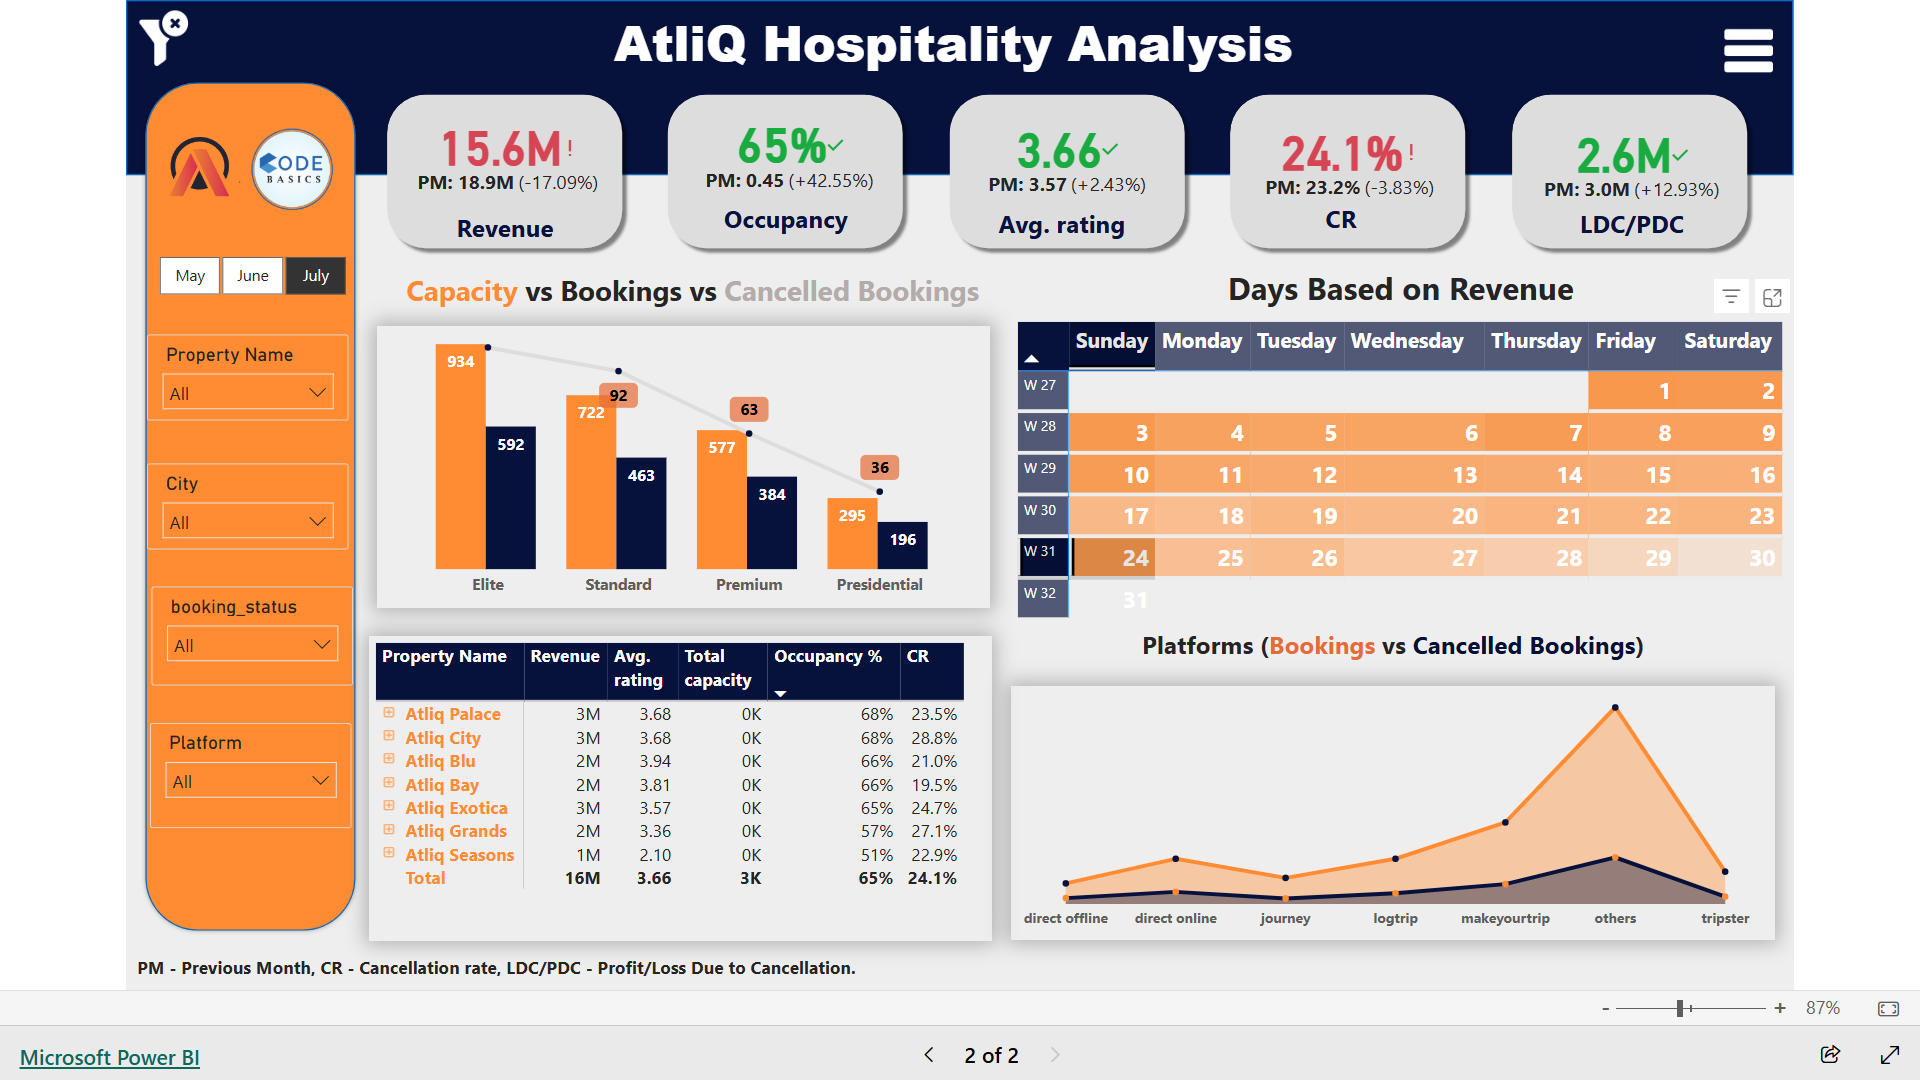 AtliQ Hospitality Analysis
CODE
BASICS
15.6M!
PM: 18.9M (-17.09%)
Revenue
65%
PM: 0.45 (+42.55%)
Occupancy
3.66
PM: 3.57 (+2.43%)
Avg. rating
24.1%!
PM: 23.2% (-3.83%)
CR
2.6M
PM: 3.0M (+12.93%)
LDC/PDC
May June July
Property Name
All
City
All
booking_status
All
Platform
All
Capacity vs Bookings vs Cancelled Bookings
934
592
722
92
463
577
63
384
295
36
196
Elite Standard Premium Presidential
Days Based on Revenue
Sunday Monday Tuesday Wednesday Thursday Friday Saturday
W 27 1 2
W 28 3 4 5 6 7 8 9
W 29 10 11 12 13 14 15 16
W 30 17 18 19 20 21 22 23
W 31 24 25 26 27 28 29 30
W 32 31
Property Name Revenue Avg. rating Total capacity Occupancy % CR
Atliq Palace 3M 3.68 0K 68% 23.5%
Atliq City 3M 3.68 0K 68% 28.8%
Atliq Blu 2M 3.94 0K 66% 21.0%
Atliq Bay 2M 3.81 0K 66% 19.5%
Atliq Exotica 3M 3.57 0K 65% 24.7%
Atliq Grands 2M 3.36 0K 57% 27.1%
Atliq Seasons 1M 2.10 0K 51% 22.9%
Total 16M 3.66 3K 65% 24.1%
Platforms (Bookings vs Cancelled Bookings)
direct offline direct online journey logtrip makeyourtrip others tripster
PM - Previous Month, CR - Cancellation rate, LDC/PDC - Profit/Loss Due to Cancellation.
- + 87%
Microsoft Power BI
2 of 2